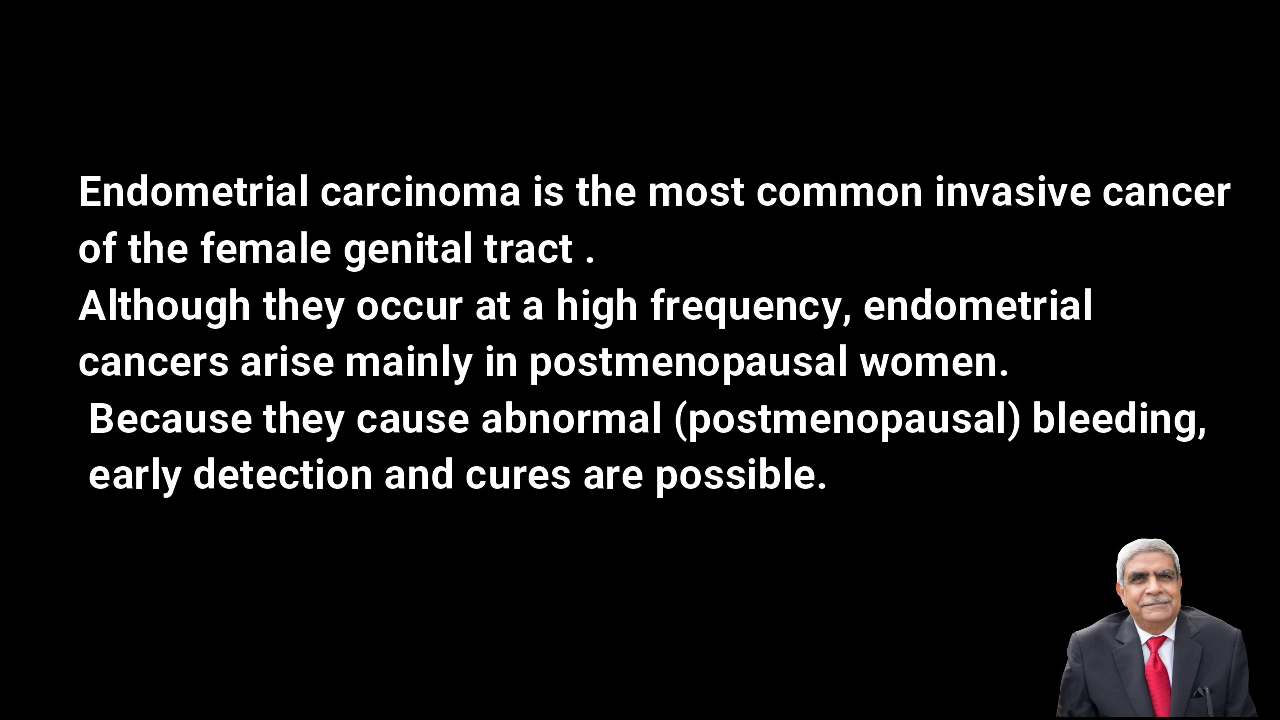 Endometrial carcinoma is the most common invasive cancer
of the female genital tract .
Although they occur at a high frequency, endometrial
cancers arise mainly in postmenopausal women.
Because they cause abnormal (postmenopausal) bleeding,
early detection and cures are possible.